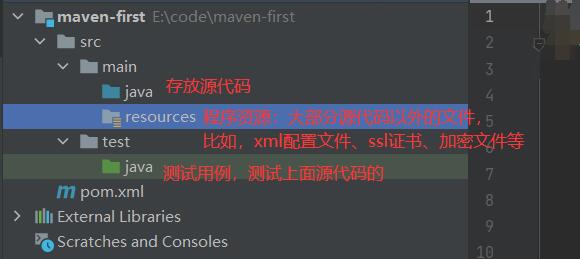 maven-first E:\code\maven-first
1
src
2
main
3
java 存放源代码
4
resources 程序资源：大部分源代码以外的文件，
5
test 比如，xml配置文件、ssl证书、加密文件等
6
java 测试用例，测试上面源代码的
7
pom.xml
8
External Libraries
9
Scratches and Consoles
10